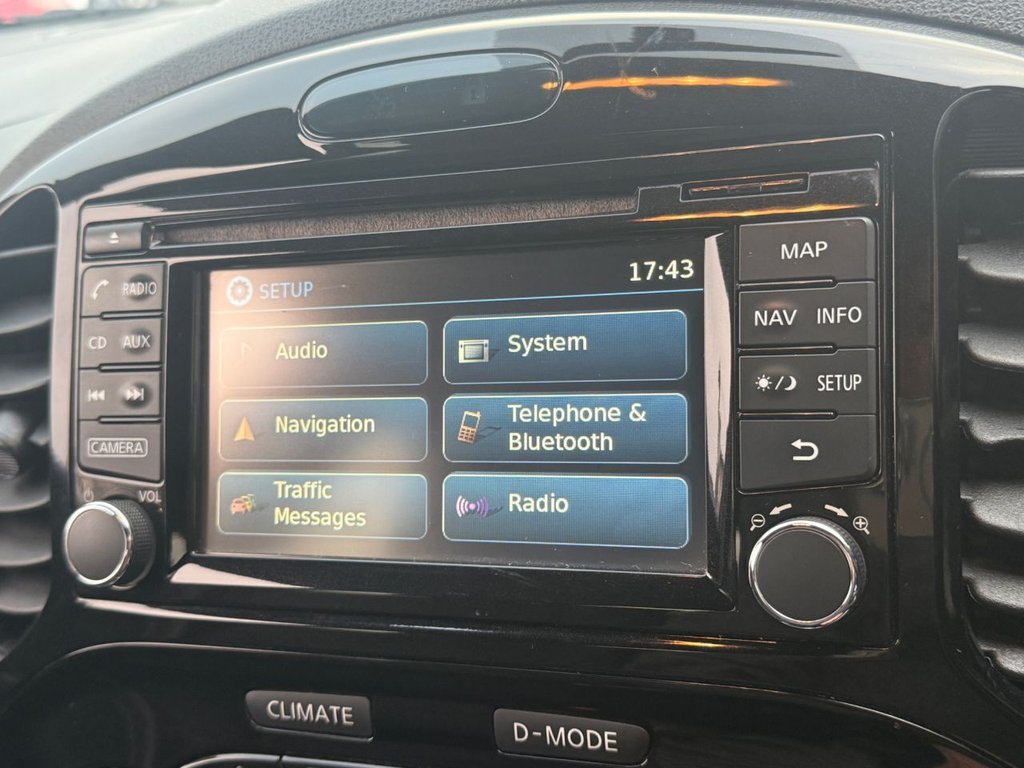 MAP
RADIO
SETUP
17:43
NAV INFO
CD AUX
Audio
System
SETUP
Navigation
Telephone &
Bluetooth
CAMERA
Traffic
Messages
Radio
VOL
CLIMATE
D-MODE